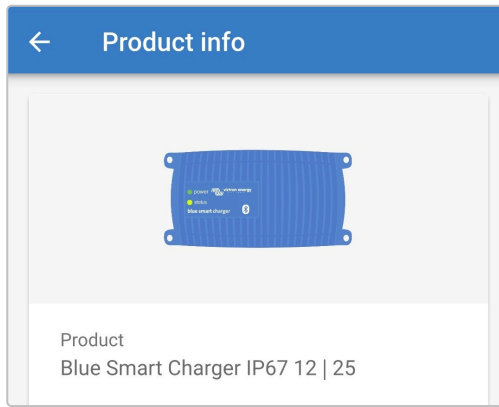 Product info
power victron energy
status
blue smart charger
Product
Blue Smart Charger IP67 12 | 25